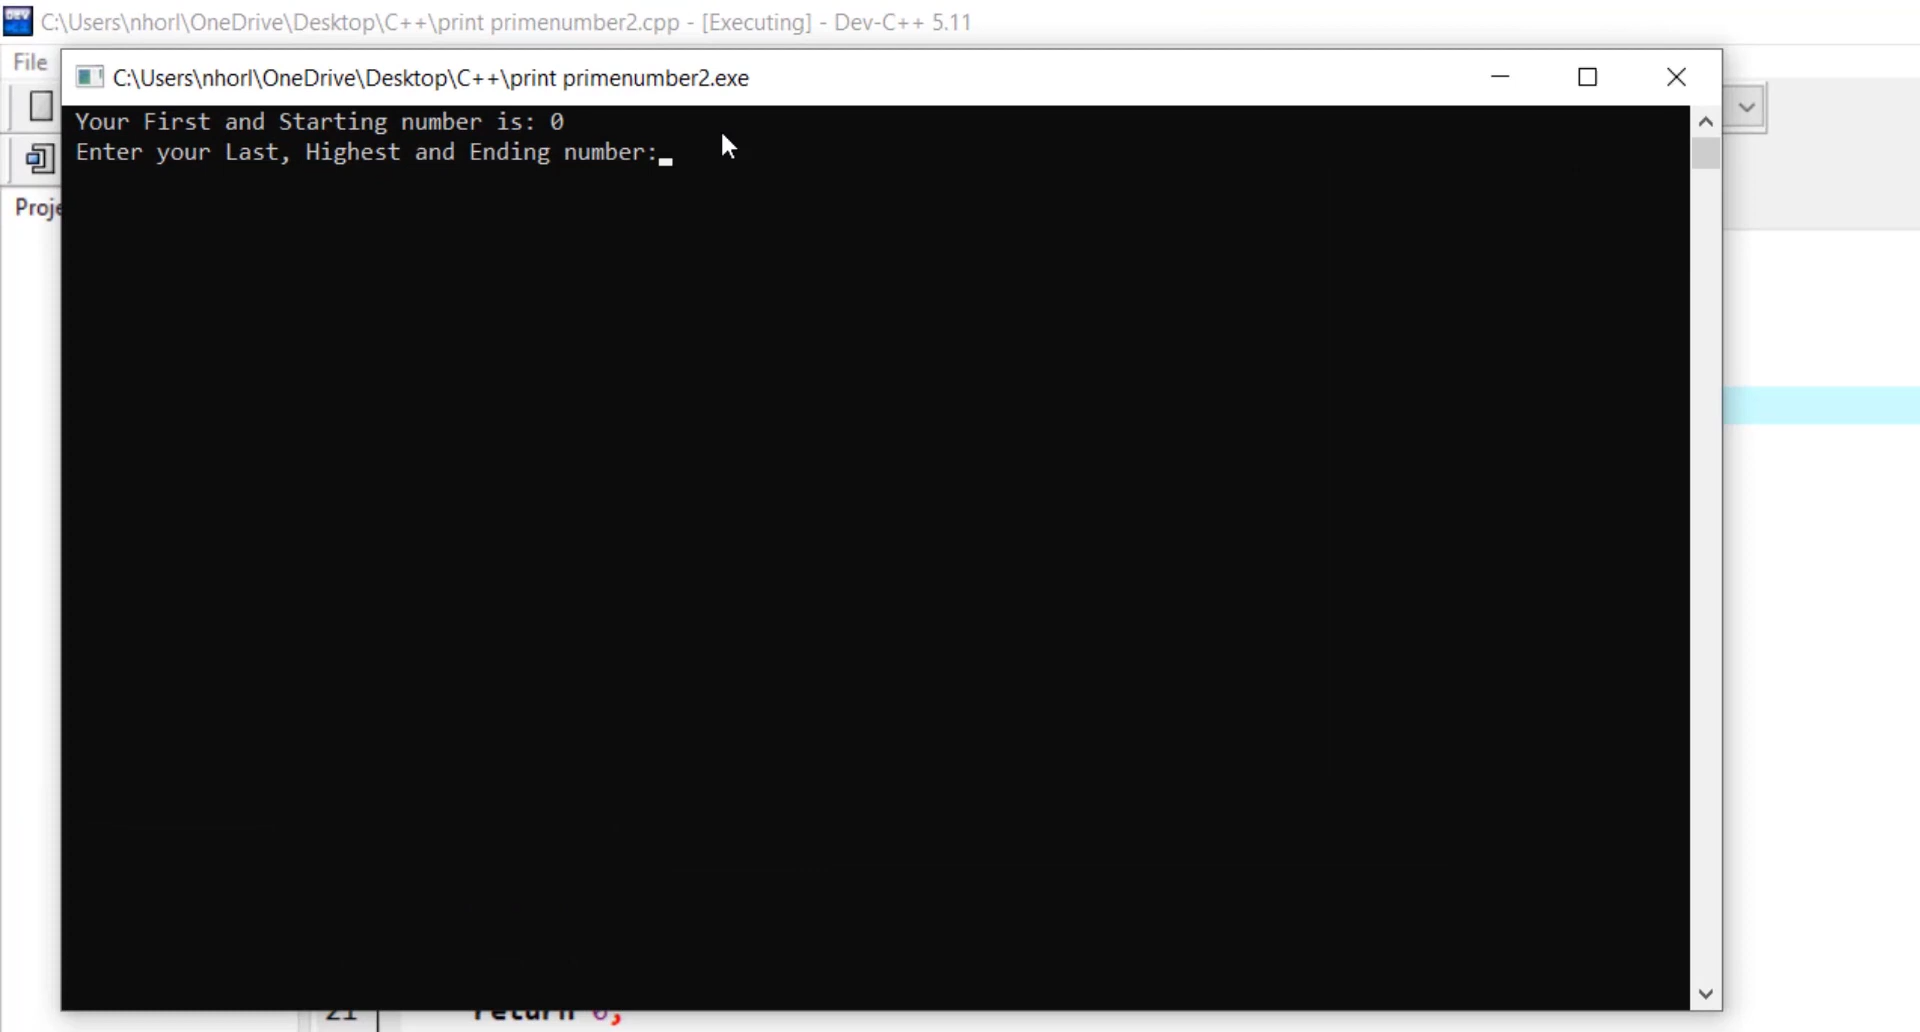 C:\Users\nhorl\OneDrive\Desktop\C++\print primenumber2.cpp - [Executing] - Dev-C++ 5.11
File
C:\Users\nhorl\OneDrive\Desktop\C++\print primenumber2.exe
Your First and Starting number is: 0
Enter your Last, Highest and Ending number:
Proje
21 return 0;